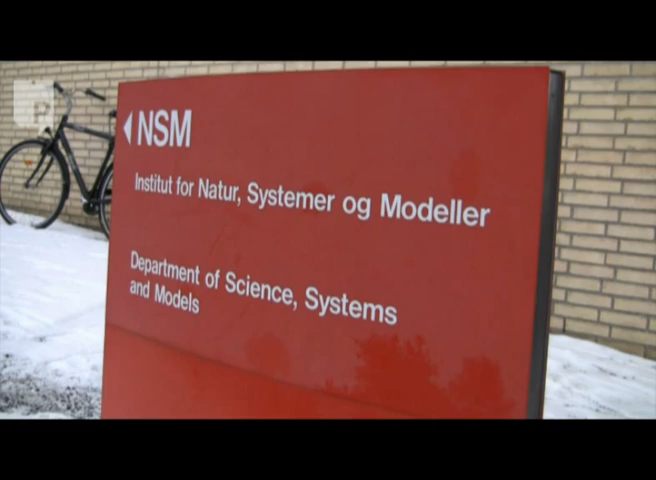 NSM
Institut for Natur, Systemer og Modeller
Department of Science, Systems
and Models
P